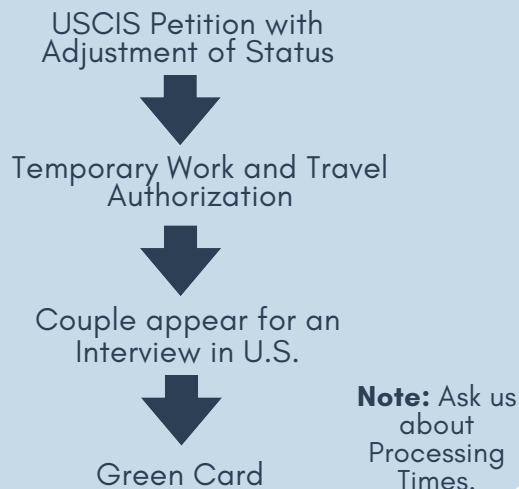 USCIS Petition with
Adjustment of Status
Temporary Work and Travel
Authorization
Couple appear for an
Interview in U.S.
Green Card
Note: Ask us
about
Processing
Times.